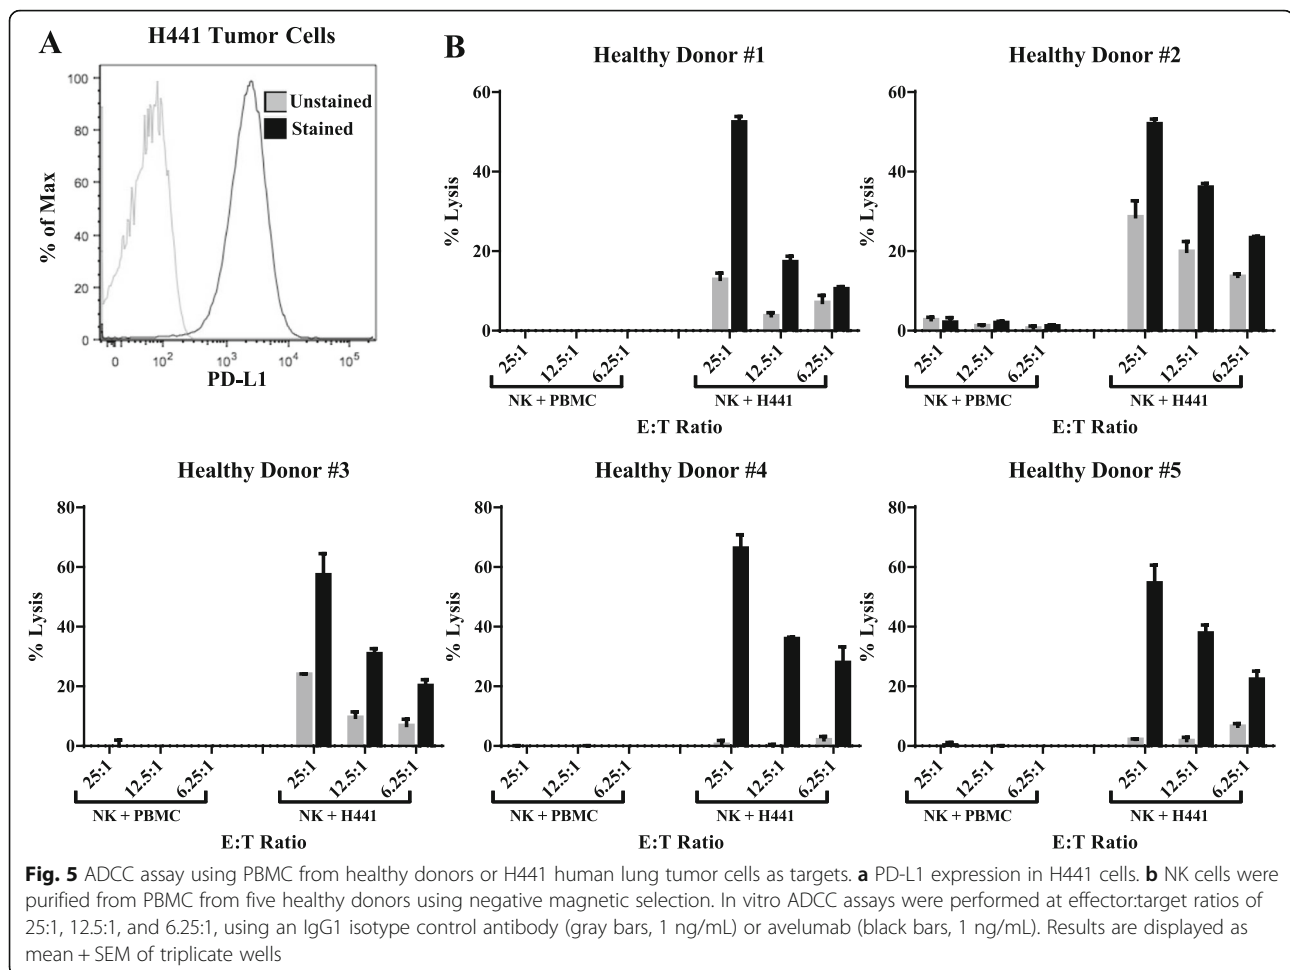 A
H441 Tumor Cells
100
80
60
40
20
0
% of Max
Unstained
Stained
0 10² 10³ 10⁴ 10⁵
PD-L1
B
Healthy Donor #1
60
40
20
0
% Lysis
25:1 12.5:1 6.25:1 25:1 12.5:1 6.25:1
NK + PBMC NK + H441
E:T Ratio
Healthy Donor #2
60
40
20
0
% Lysis
25:1 12.5:1 6.25:1 25:1 12.5:1 6.25:1
NK + PBMC NK + H441
E:T Ratio
Healthy Donor #3
80
60
40
20
0
% Lysis
25:1 12.5:1 6.25:1 25:1 12.5:1 6.25:1
NK + PBMC NK + H441
E:T Ratio
Healthy Donor #4
80
60
40
20
0
% Lysis
25:1 12.5:1 6.25:1 25:1 12.5:1 6.25:1
NK + PBMC NK + H441
E:T Ratio
Healthy Donor #5
80
60
40
20
0
% Lysis
25:1 12.5:1 6.25:1 25:1 12.5:1 6.25:1
NK + PBMC NK + H441
E:T Ratio
Fig. 5 ADCC assay using PBMC from healthy donors or H441 human lung tumor cells as targets. a PD-L1 expression in H441 cells. b NK cells were
purified from PBMC from five healthy donors using negative magnetic selection. In vitro ADCC assays were performed at effector:target ratios of
25:1, 12.5:1, and 6.25:1, using an IgG1 isotype control antibody (gray bars, 1 ng/mL) or avelumab (black bars, 1 ng/mL). Results are displayed as
mean + SEM of triplicate wells